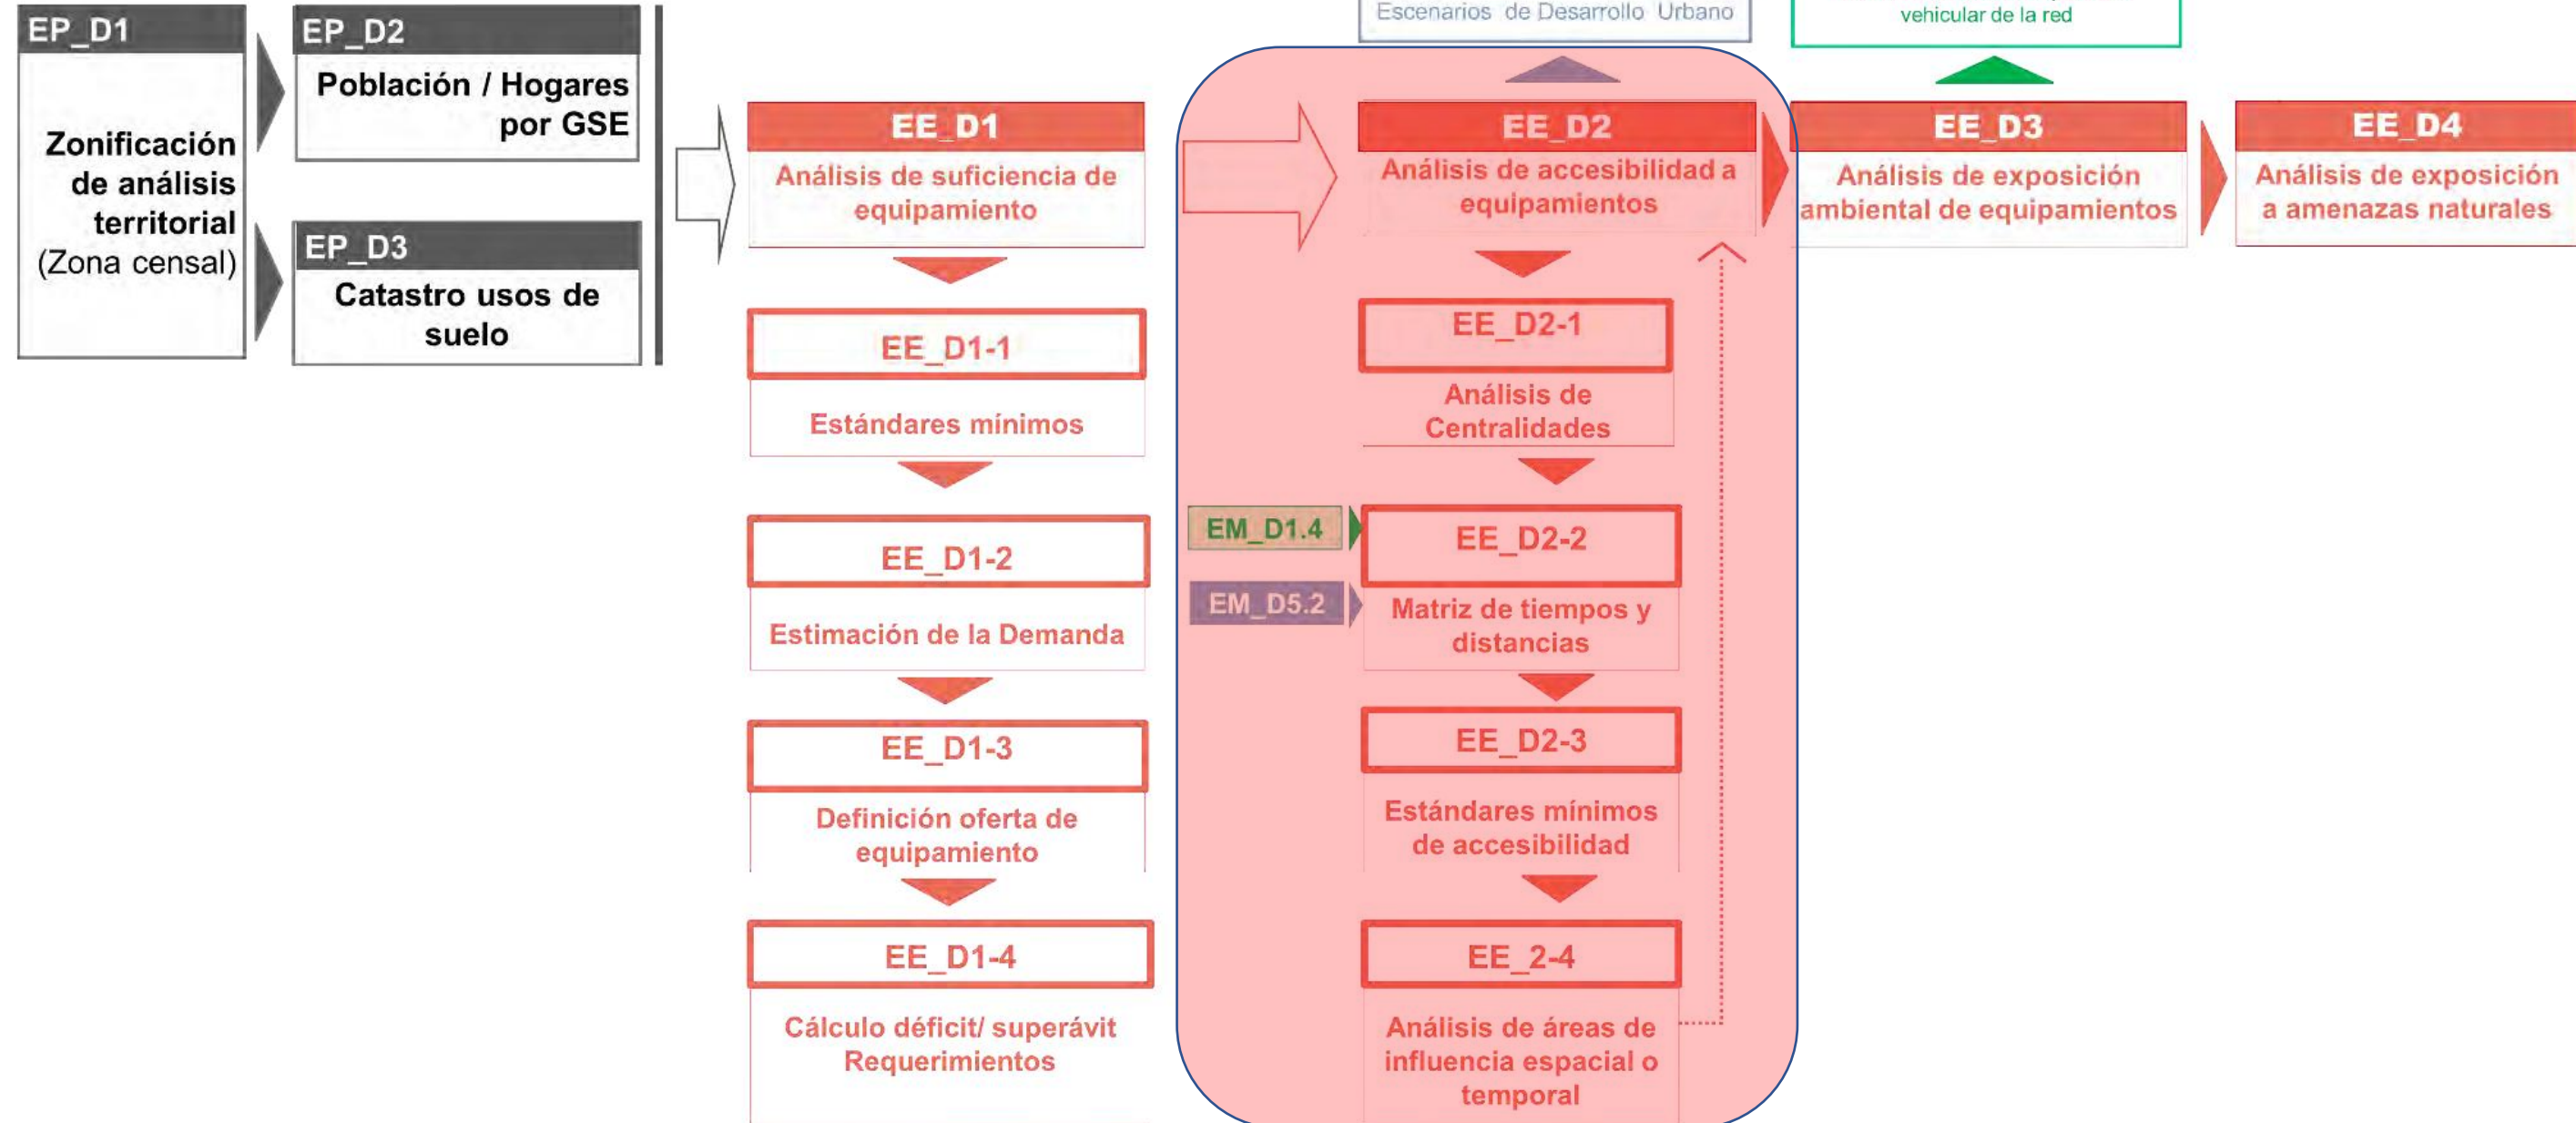 EP_D1
Zonificación
de análisis
territorial
(Zona censal)
EP_D2
Población / Hogares
por GSE
EP_D3
Catastro usos de
suelo
EE_D1
Análisis de suficiencia de
equipamiento
EE_D1-1
Estándares mínimos
EE_D1-2
Estimación de la Demanda
EE_D1-3
Definición oferta de
equipamiento
EE_D1-4
Cálculo déficit/ superávit
Requerimientos
Escenarios de Desarrollo Urbano
EE_D2
Análisis de accesibilidad a
equipamientos
EE_D2-1
Análisis de
Centralidades
EM_D1.4
EM_D5.2
EE_D2-2
Matriz de tiempos y
distancias
EE_D2-3
Estándares mínimos
de accesibilidad
EE_2-4
Análisis de áreas de
influencia espacial o
temporal
vehicular de la red
EE_D3
Análisis de exposición
ambiental de equipamientos
EE_D4
Análisis de exposición
a amenazas naturales